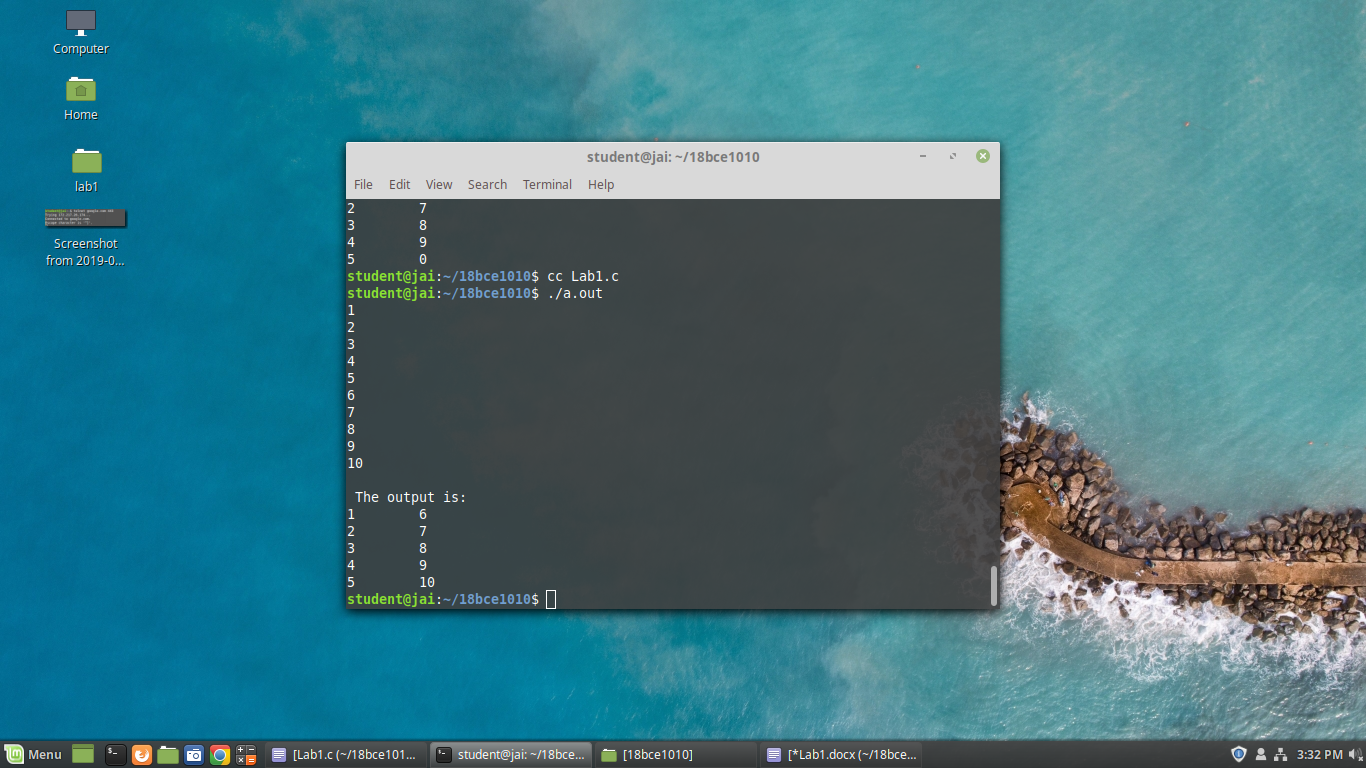 Computer
Home
lab1
Screenshot
from 2019-0...
student@jai: ~/18bce1010
File Edit View Search Terminal Help
2 7
3 8
4 9
5 0
student@jai:~/18bce1010$ cc Lab1.c
student@jai:~/18bce1010$ ./a.out
1
2
3
4
5
6
7
8
9
10
The output is:
1 6
2 7
3 8
4 9
5 10
student@jai:~/18bce1010$
Menu
[Lab1.c (~/18bce101...
student@jai: ~/18bce...
[18bce1010]
[*Lab1.docx (~/18bce...
3:32 PM